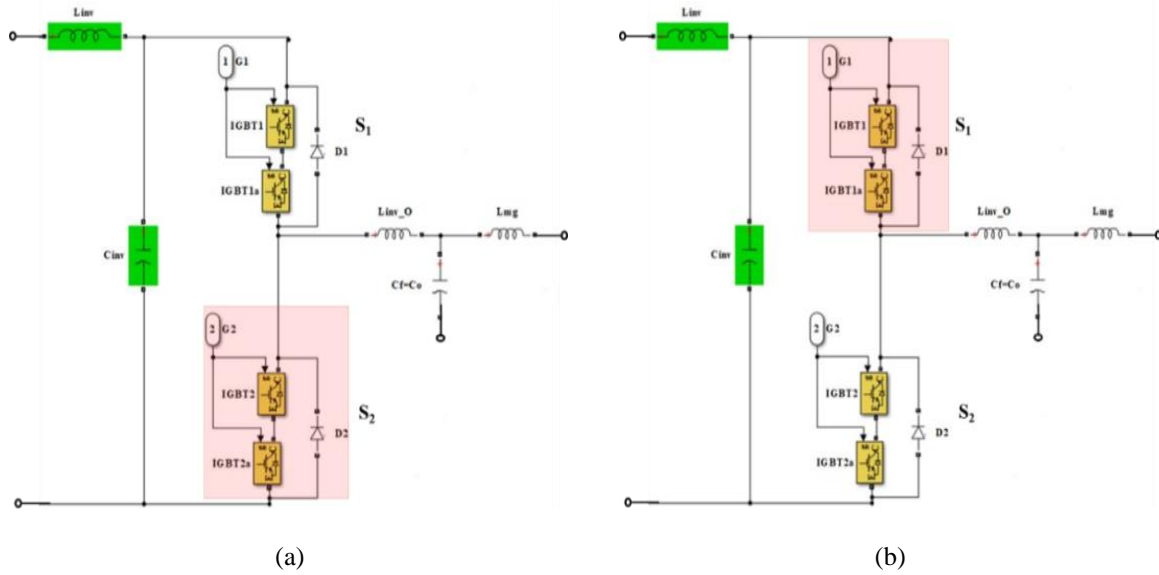 Linv
1 G1
IGBT1
S1
D1
IGBT1a
Linv_O Lmg
Cinv
Cf=Co
2 G2
IGBT2
S2
D2
IGBT2a
(a)
Linv
1 G1
IGBT1
S1
D1
IGBT1a
Linv_O Lmg
Cinv
Cf=Co
2 G2
IGBT2
S2
D2
IGBT2a
(b)